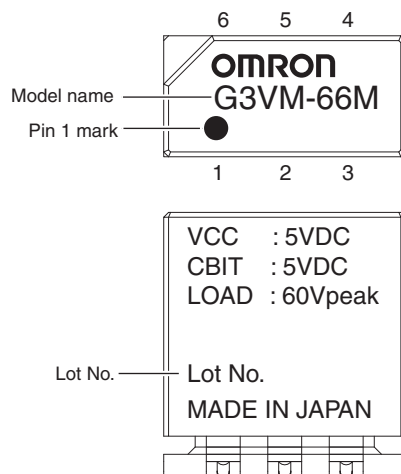 6 5 4
OMRON
Model name G3VM-66M
Pin 1 mark
1 2 3
VCC : 5VDC
CBIT : 5VDC
LOAD : 60Vpeak
Lot No. Lot No.
MADE IN JAPAN